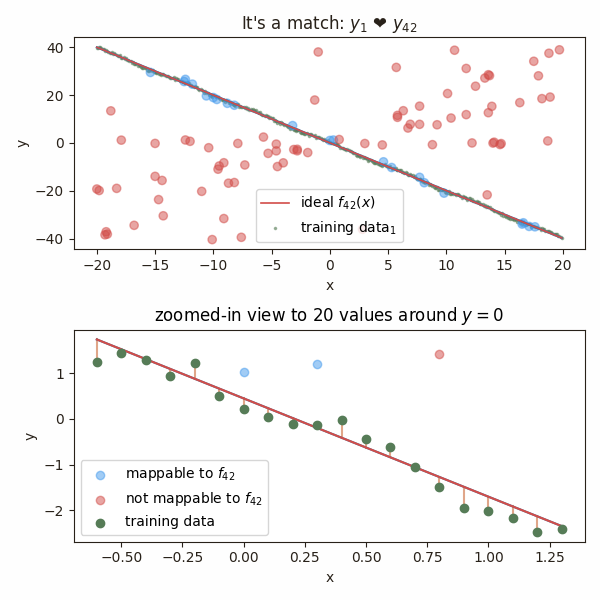 It's a match: y₁ ❤ y₄₂
40
20
0
−20
−40
y
ideal f₄₂(x)
training data₁
−20 −15 −10 −5 0 5 10 15 20
x
zoomed-in view to 20 values around y = 0
1
0
−1
−2
y
mappable to f₄₂
not mappable to f₄₂
training data
−0.50 −0.25 0.00 0.25 0.50 0.75 1.00 1.25
x